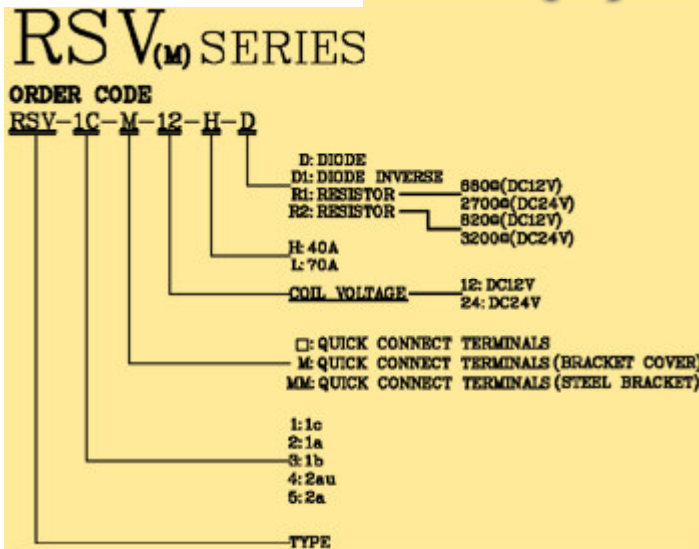 RSV(M) SERIES
ORDER CODE
RSV-1C-M-12-H-D
D: DIODE
D1: DIODE INVERSE
R1: RESISTOR 680Ω(DC12V)
2700Ω(DC24V)
R2: RESISTOR 820Ω(DC12V)
3200Ω(DC24V)
H: 40A
L: 70A
COIL VOLTAGE 12: DC12V
24: DC24V
□: QUICK CONNECT TERMINALS
M: QUICK CONNECT TERMINALS(BRACKET COVER)
MM: QUICK CONNECT TERMINALS(STEEL BRACKET)
1: 1c
2: 1a
3: 1b
4: 2au
5: 2a
TYPE